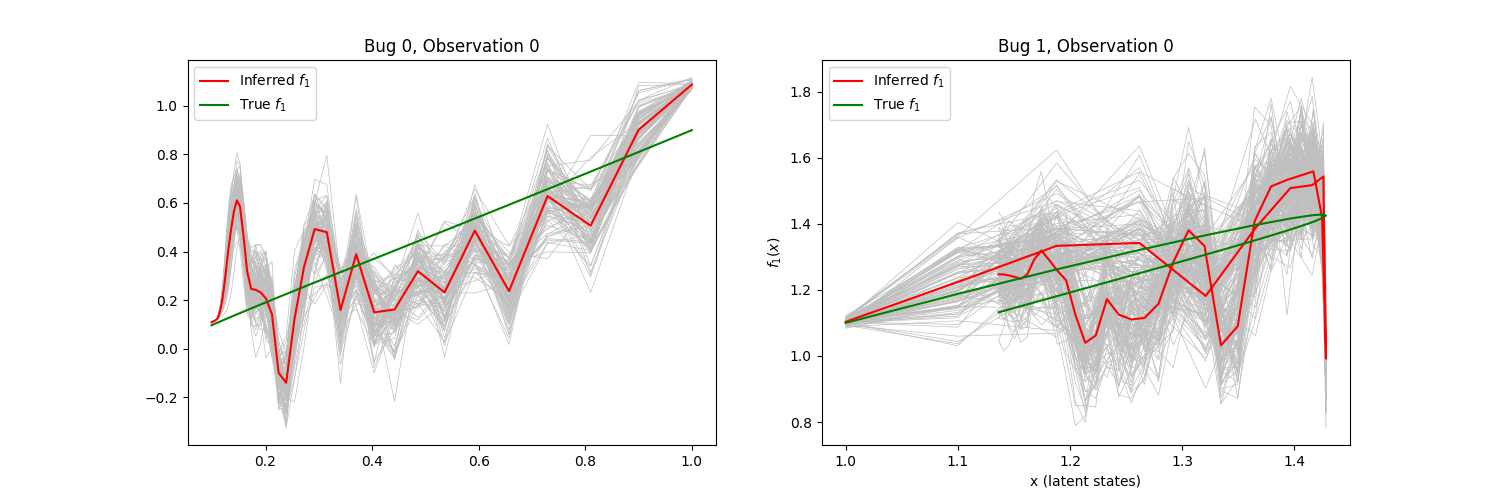 Bug 0, Observation 0
Inferred f₁
True f₁
1.0
0.8
0.6
0.4
0.2
0.0
−0.2
0.2
0.4
0.6
0.8
1.0
Bug 1, Observation 0
Inferred f₁
True f₁
f₁(x)
1.8
1.6
1.4
1.2
1.0
0.8
1.0
1.1
1.2
1.3
1.4
x (latent states)